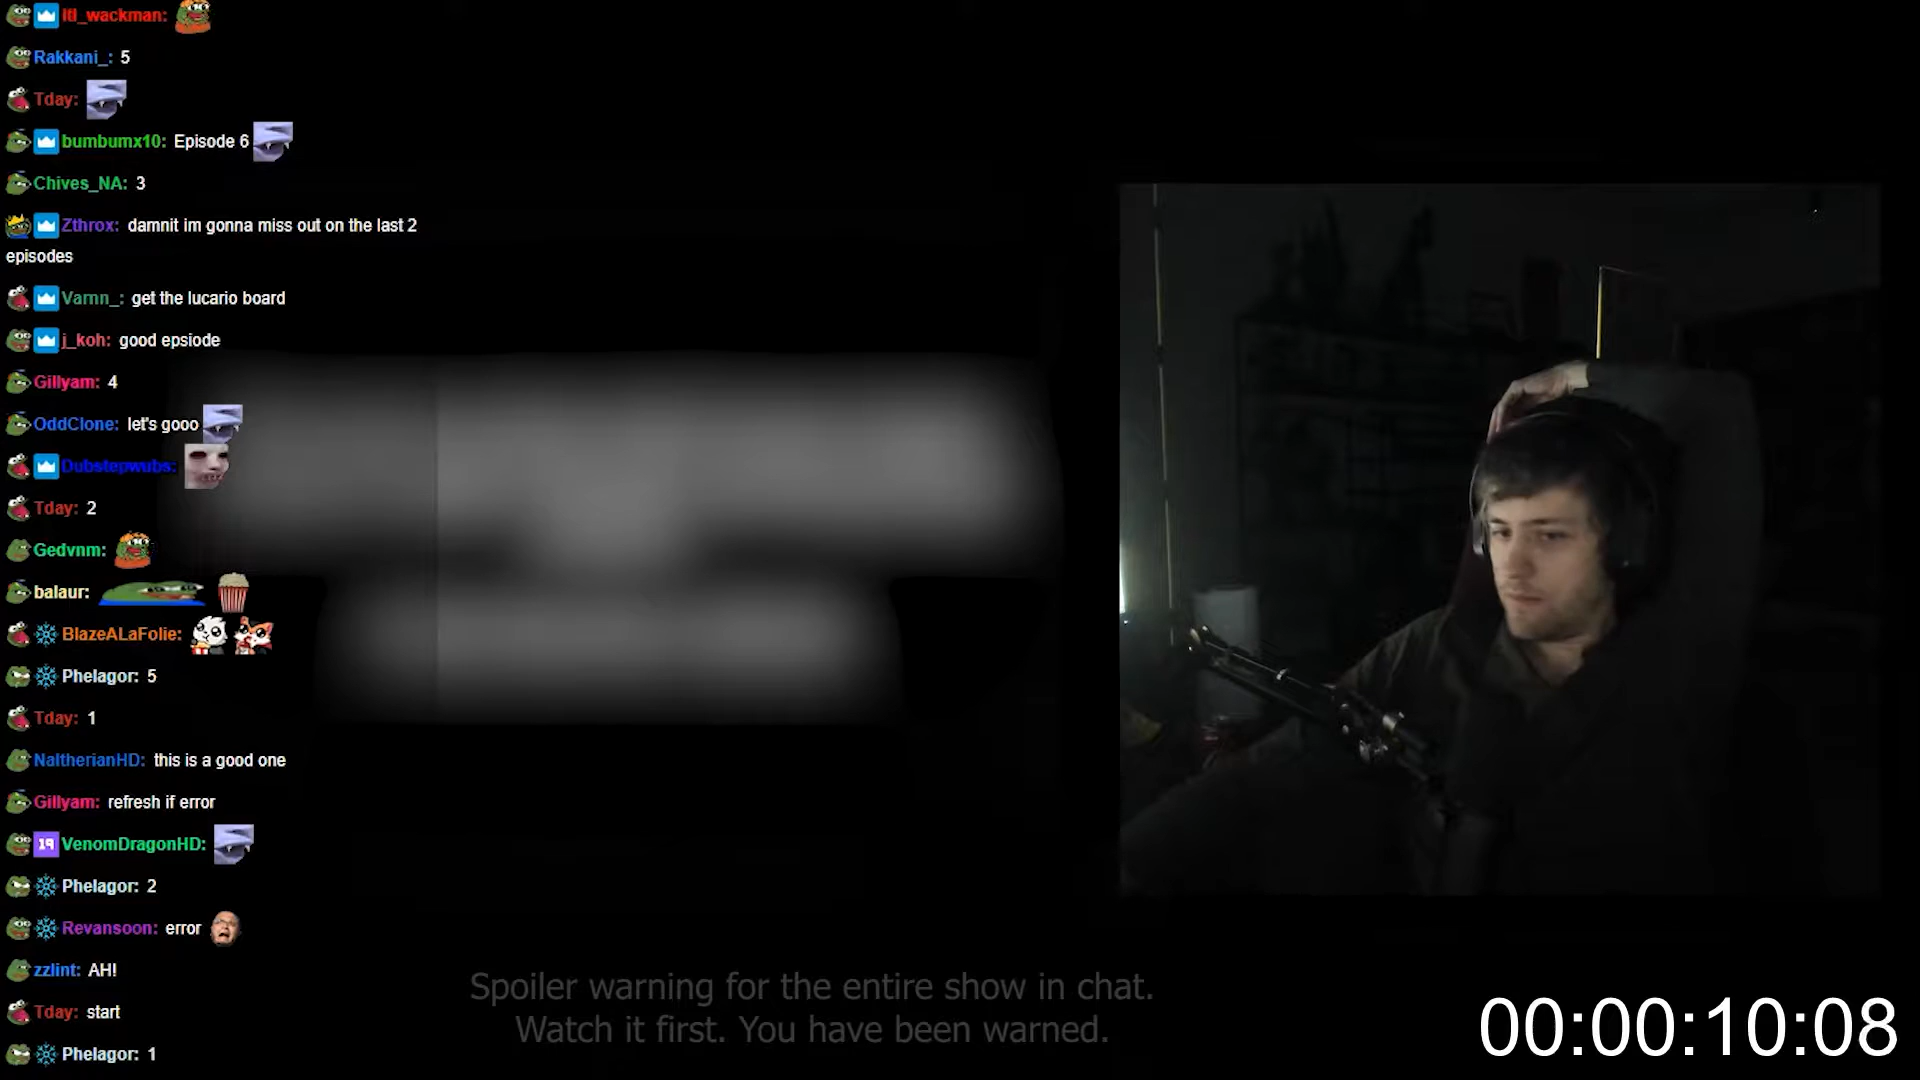 ltl_wackman:
Rakkani_: 5
Tday:
bumbumx10: Episode 6
Chives_NA: 3
Zthrox: damnit im gonna miss out on the last 2
episodes
Vamn_: get the lucario board
j_koh: good epsiode
Gillyam: 4
OddClone: let's gooo
Dubstepwubs:
Tday: 2
Gedvnm:
balaur:
BlazeALaFolie:
Phelagor: 5
Tday: 1
NaltherianHD: this is a good one
Gillyam: refresh if error
19 VenomDragonHD:
Phelagor: 2
Revansoon: error
zzlint: AH!
Tday: start
Phelagor: 1
Spoiler warning for the entire show in chat.
Watch it first. You have been warned.
00:00:10:08